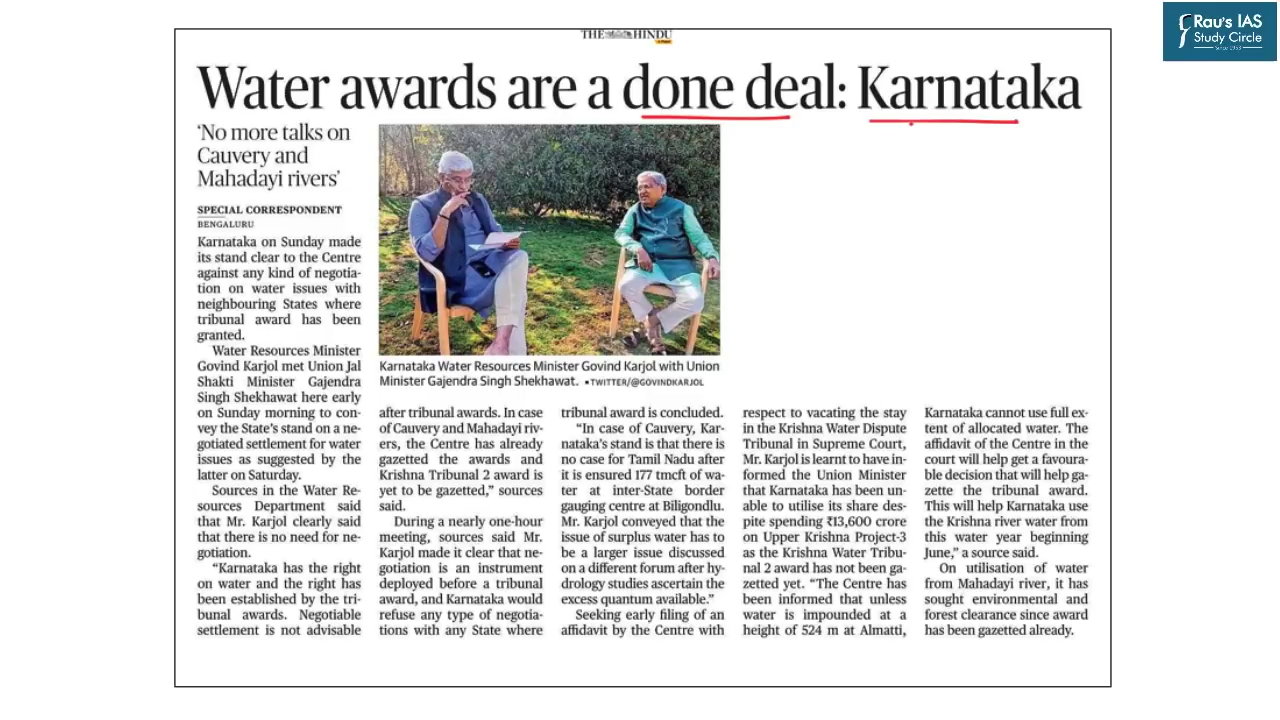 Rau's IAS
Study Circle
Since 1953
THE HINDU
Water awards are a done deal: Karnataka
‘No more talks on
Cauvery and
Mahadayi rivers’
SPECIAL CORRESPONDENT
BENGALURU
Karnataka on Sunday made
its stand clear to the Centre
against any kind of negotia-
tion on water issues with
neighbouring States where
tribunal award has been
granted.
Water Resources Minister
Govind Karjol met Union Jal
Shakti Minister Gajendra
Singh Shekhawat here early
on Sunday morning to con-
vey the State's stand on a ne-
gotiated settlement for water
issues as suggested by the
latter on Saturday.
Sources in the Water Re-
sources Department said
that Mr. Karjol clearly said
that there is no need for ne-
gotiation.
“Karnataka has the right
on water and the right has
been established by the tri-
bunal awards. Negotiable
settlement is not advisable
Karnataka Water Resources Minister Govind Karjol with Union
Minister Gajendra Singh Shekhawat. ▪TWITTER/@GOVINDKARJOL
after tribunal awards. In case
of Cauvery and Mahadayi riv-
ers, the Centre has already
gazetted the awards and
Krishna Tribunal 2 award is
yet to be gazetted,” sources
said.
During a nearly one-hour
meeting, sources said Mr.
Karjol made it clear that ne-
gotiation is an instrument
deployed before a tribunal
award, and Karnataka would
refuse any type of negotia-
tions with any State where
tribunal award is concluded.
“In case of Cauvery, Kar-
nataka's stand is that there is
no case for Tamil Nadu after
it is ensured 177 tmcft of wa-
ter at inter-State border
gauging centre at Biligondlu.
Mr. Karjol conveyed that the
issue of surplus water has to
be a larger issue discussed
on a different forum after hy-
drology studies ascertain the
excess quantum available.”
Seeking early filing of an
affidavit by the Centre with
respect to vacating the stay
in the Krishna Water Dispute
Tribunal in Supreme Court,
Mr. Karjol is learnt to have in-
formed the Union Minister
that Karnataka has been un-
able to utilise its share des-
pite spending ₹13,600 crore
on Upper Krishna Project-3
as the Krishna Water Tribu-
nal 2 award has not been ga-
zetted yet. “The Centre has
been informed that unless
water is impounded at a
height of 524 m at Almatti,
Karnataka cannot use full ex-
tent of allocated water. The
affidavit of the Centre in the
court will help get a favoura-
ble decision that will help ga-
zette the tribunal award.
This will help Karnataka use
the Krishna river water from
this water year beginning
June,” a source said.
On utilisation of water
from Mahadayi river, it has
sought environmental and
forest clearance since award
has been gazetted already.